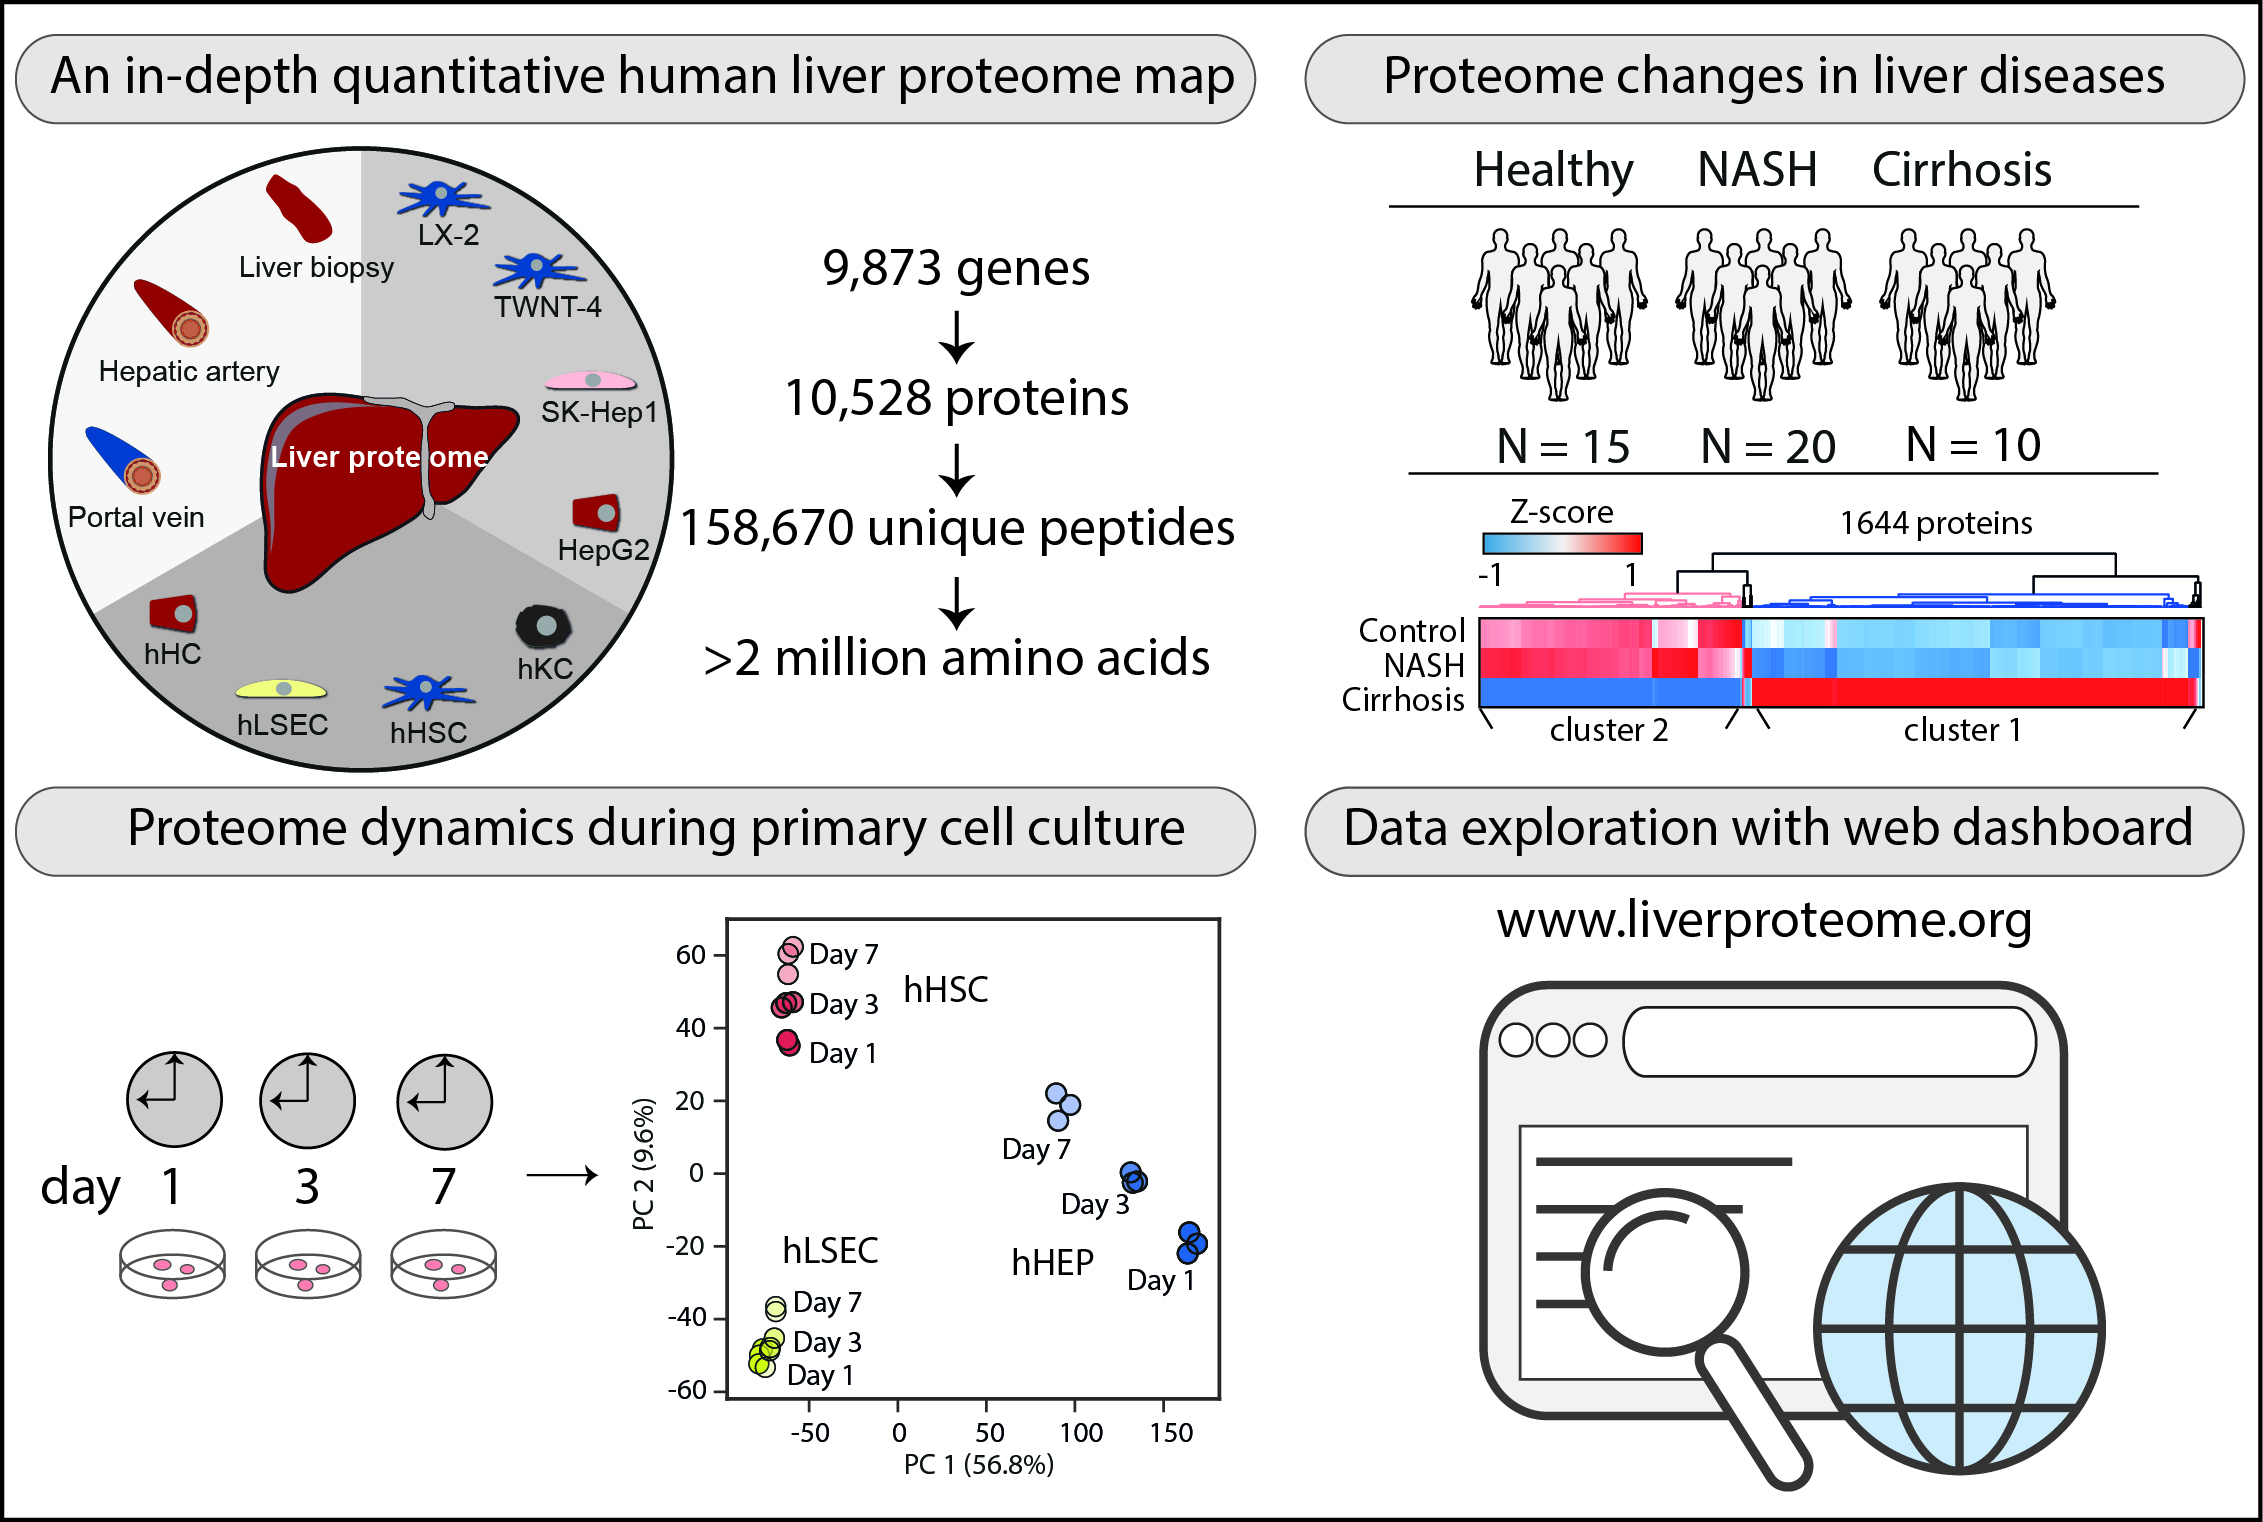 An in-depth quantitative human liver proteome map
Liver biopsy
Hepatic artery
Portal vein
LX-2
TWNT-4
SK-Hep1
HepG2
Liver proteome
hHC
hLSEC
hHSC
hKC
9,873 genes
10,528 proteins
158,670 unique peptides
>2 million amino acids
Proteome changes in liver diseases
Healthy NASH Cirrhosis
N = 15 N = 20 N = 10
Z-score
-1 1
1644 proteins
Control
NASH
Cirrhosis
cluster 2 cluster 1
Proteome dynamics during primary cell culture
day 1 3 7
PC 2 (9.6%)
60
40
20
0
-20
-40
-60
Day 7
hHSC
Day 3
Day 1
Day 7
Day 3
hLSEC
hHEP
Day 1
Day 7
Day 3
Day 1
-50 0 50 100 150
PC 1 (56.8%)
Data exploration with web dashboard
www.liverproteome.org